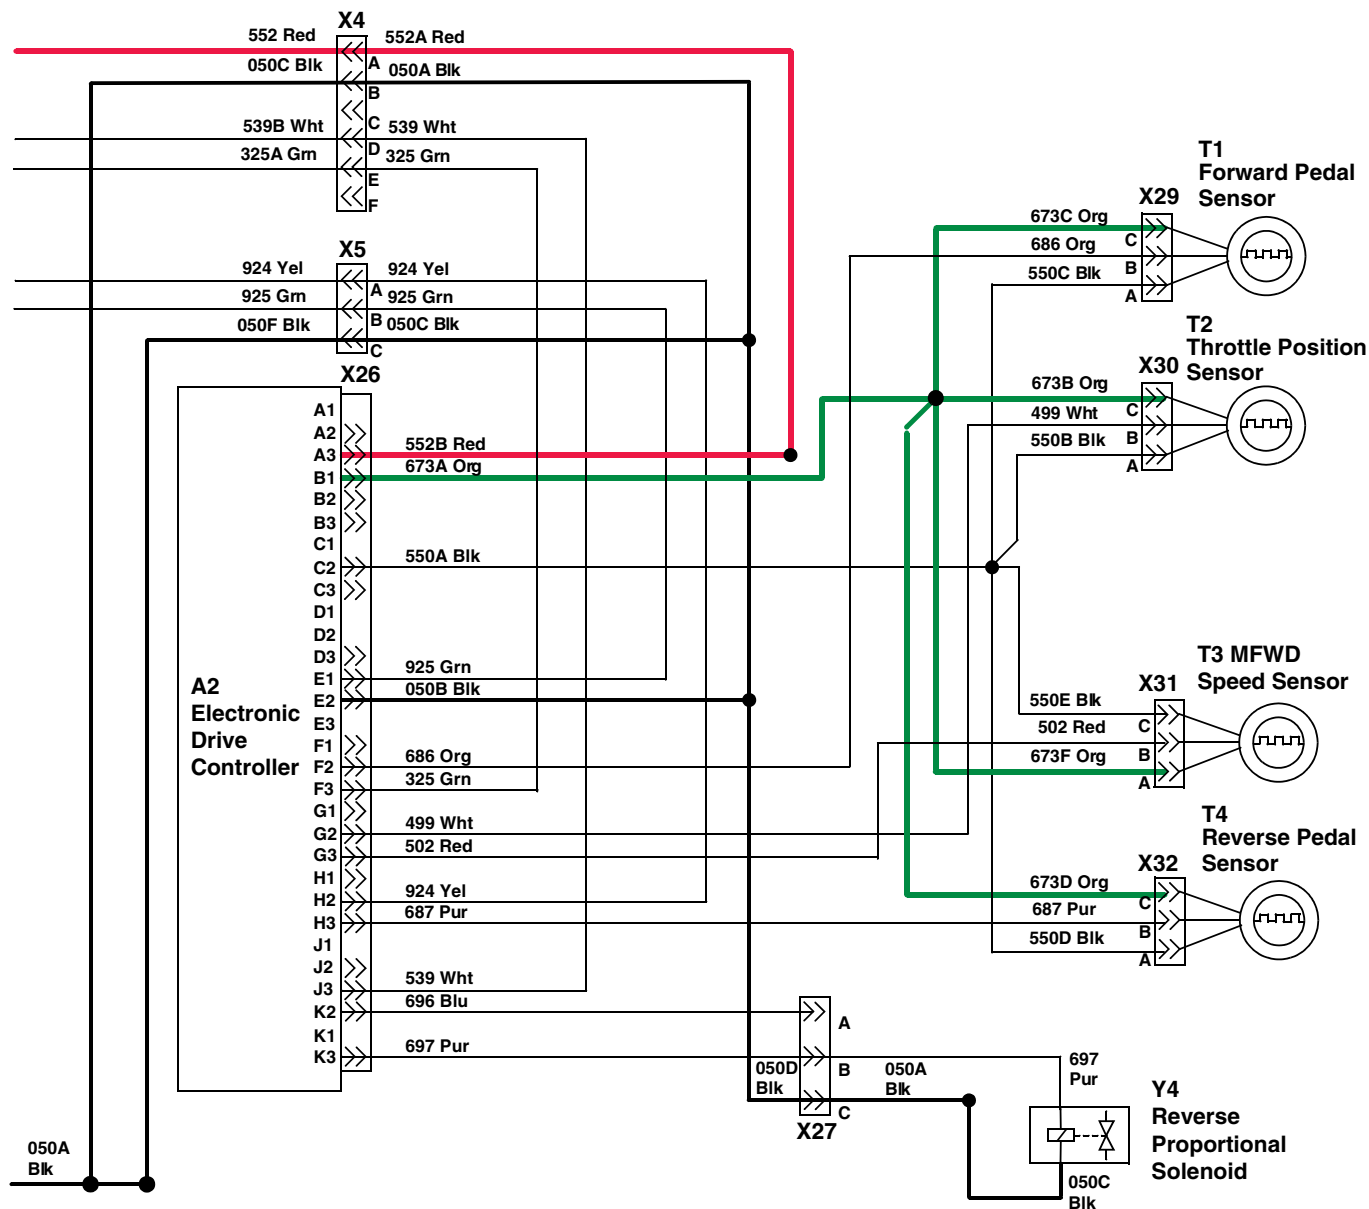 X4
552 Red
552A Red
050C Blk
A
050A Blk
B
C
539B Wht
539 Wht
D
325A Grn
325 Grn
E
F
X5
924 Yel
924 Yel
A
925 Grn
925 Grn
B
050F Blk
050C Blk
C
X26
A1
A2
A3
552B Red
B1
673A Org
B2
B3
C1
C2
550A Blk
C3
D1
D2
D3
E1
925 Grn
E2
050B Blk
E3
F1
F2
686 Org
F3
325 Grn
G1
G2
499 Wht
G3
502 Red
H1
H2
924 Yel
H3
687 Pur
J1
J2
J3
539 Wht
K2
696 Blu
K1
K3
697 Pur
A2
Electronic
Drive
Controller
T1
Forward Pedal
Sensor
X29
673C Org
C
686 Org
B
550C Blk
A
T2
Throttle Position
Sensor
X30
673B Org
C
499 Wht
B
550B Blk
A
T3 MFWD
Speed Sensor
X31
550E Blk
C
502 Red
B
673F Org
A
T4
Reverse Pedal
Sensor
X32
673D Org
C
687 Pur
B
550D Blk
A
A
B
C
X27
050D
Blk
050A
Blk
697
Pur
Y4
Reverse
Proportional
Solenoid
050C
Blk
050A
Blk